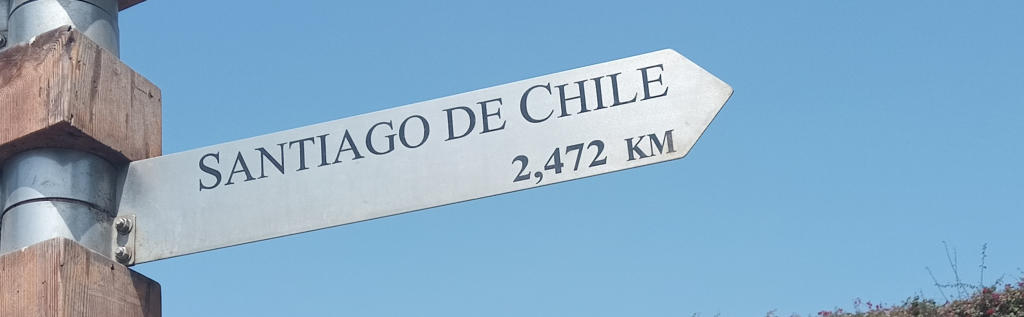 SANTIAGO DE CHILE
2,472 KM